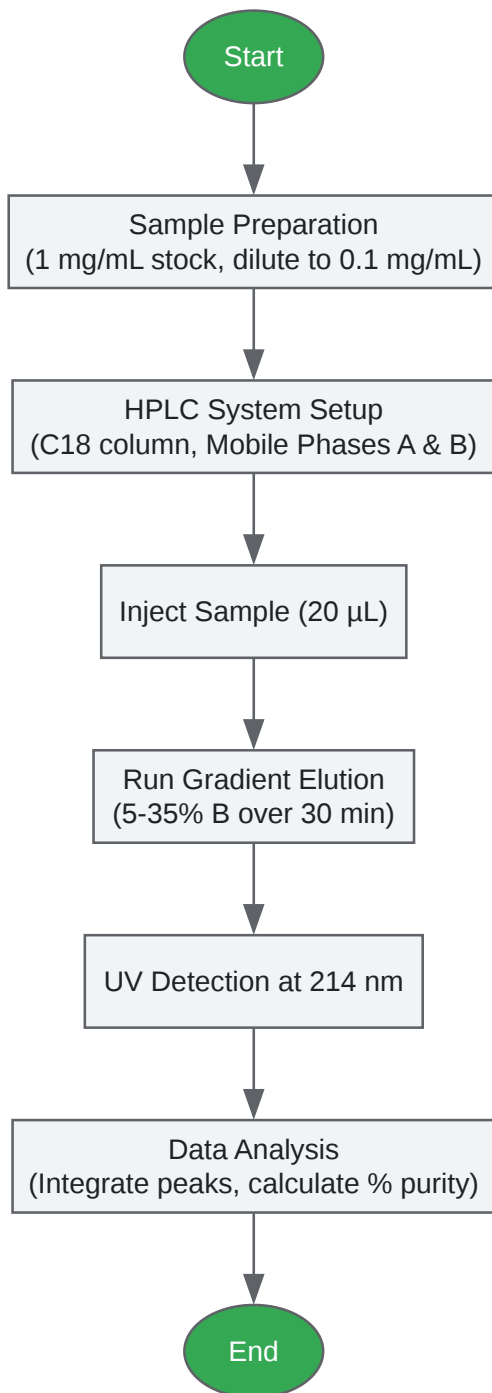 Start
Sample Preparation
(1 mg/mL stock, dilute to 0.1 mg/mL)
HPLC System Setup
(C18 column, Mobile Phases A & B)
Inject Sample (20 µL)
Run Gradient Elution
(5-35% B over 30 min)
UV Detection at 214 nm
Data Analysis
(Integrate peaks, calculate % purity)
End